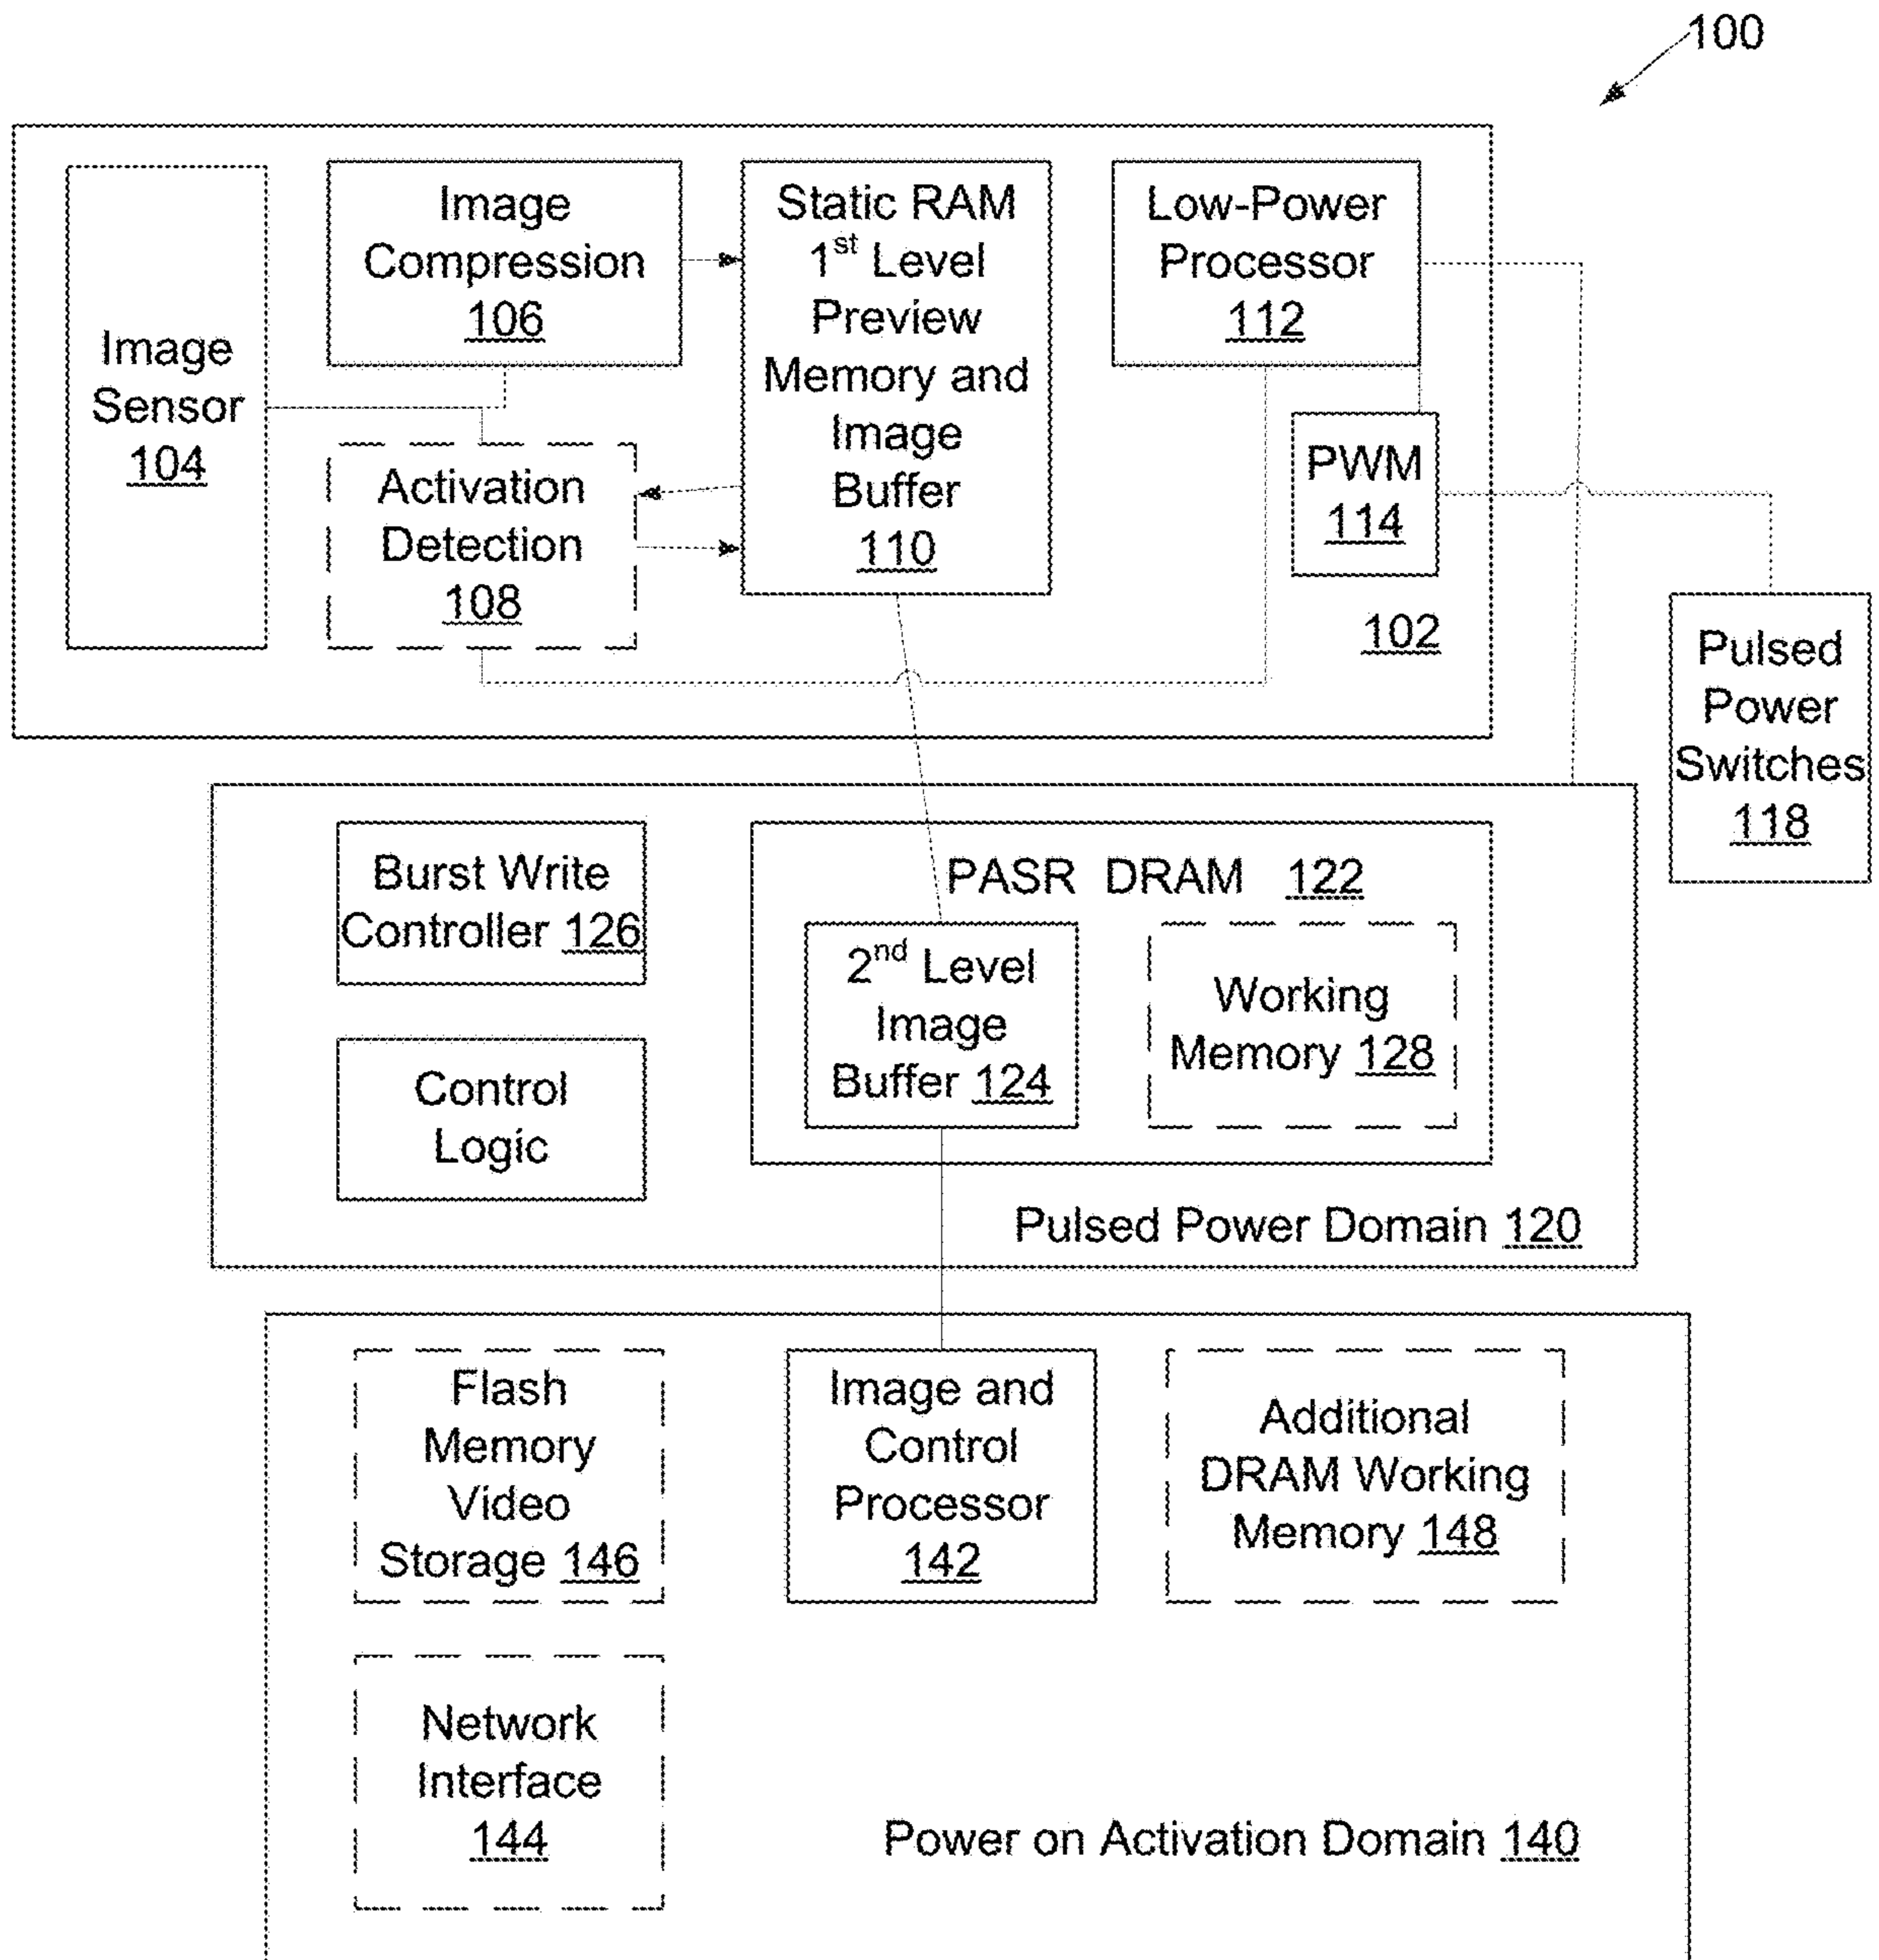 100
Image
Sensor
104
Image
Compression
106
Activation
Detection
108
Static RAM
1st Level
Preview
Memory and
Image
Buffer
110
Low-Power
Processor
112
PWM
114
102
Pulsed
Power
Switches
118
Burst Write
Controller 126
Control
Logic
PASR DRAM 122
2nd Level
Image
Buffer 124
Working
Memory 128
Pulsed Power Domain 120
Flash
Memory
Video
Storage 146
Image and
Control
Processor
142
Additional
DRAM Working
Memory 148
Network
Interface
144
Power on Activation Domain 140